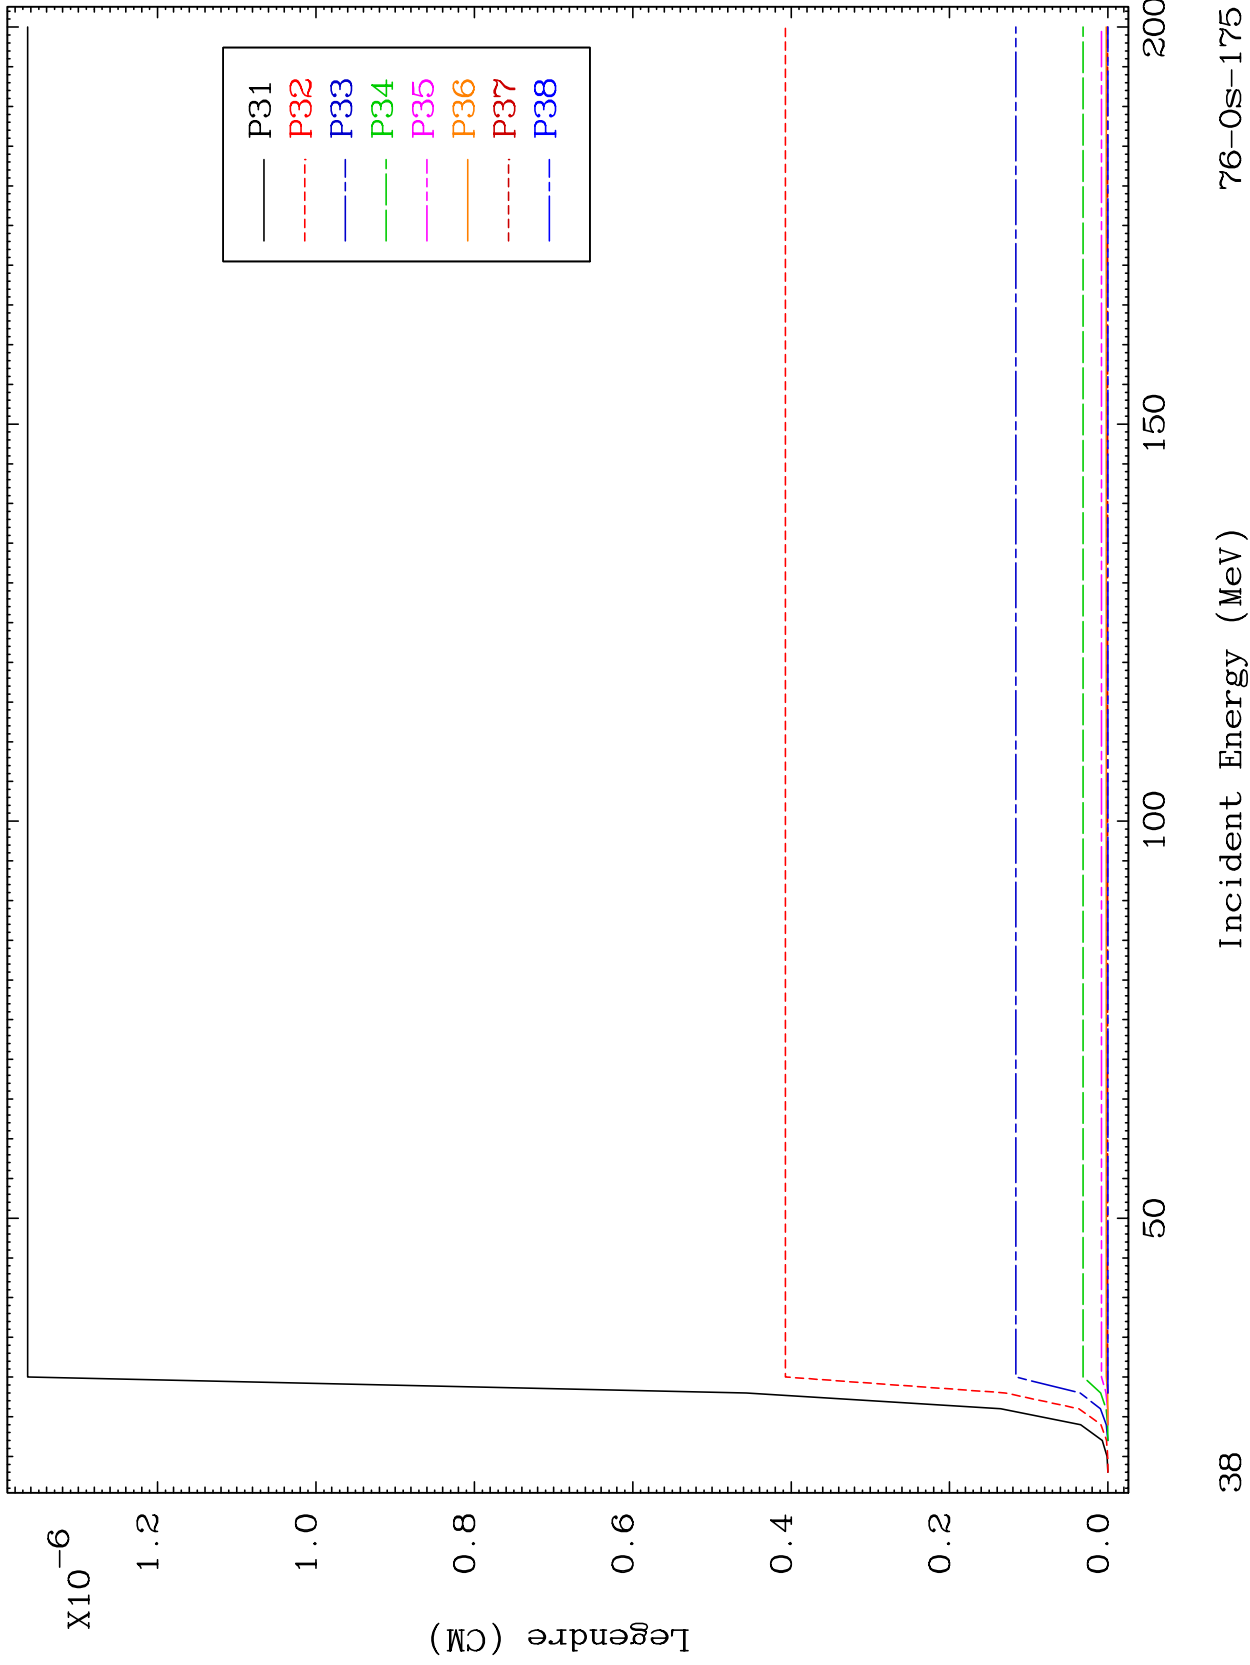 X10-6
1.2
1.0
0.8
0.6
0.4
0.2
0.0
Legendre (CM)
P31
P32
P33
P34
P35
P36
P37
P38
50
100
150
200
Incident Energy (MeV)
38
76-Os-175